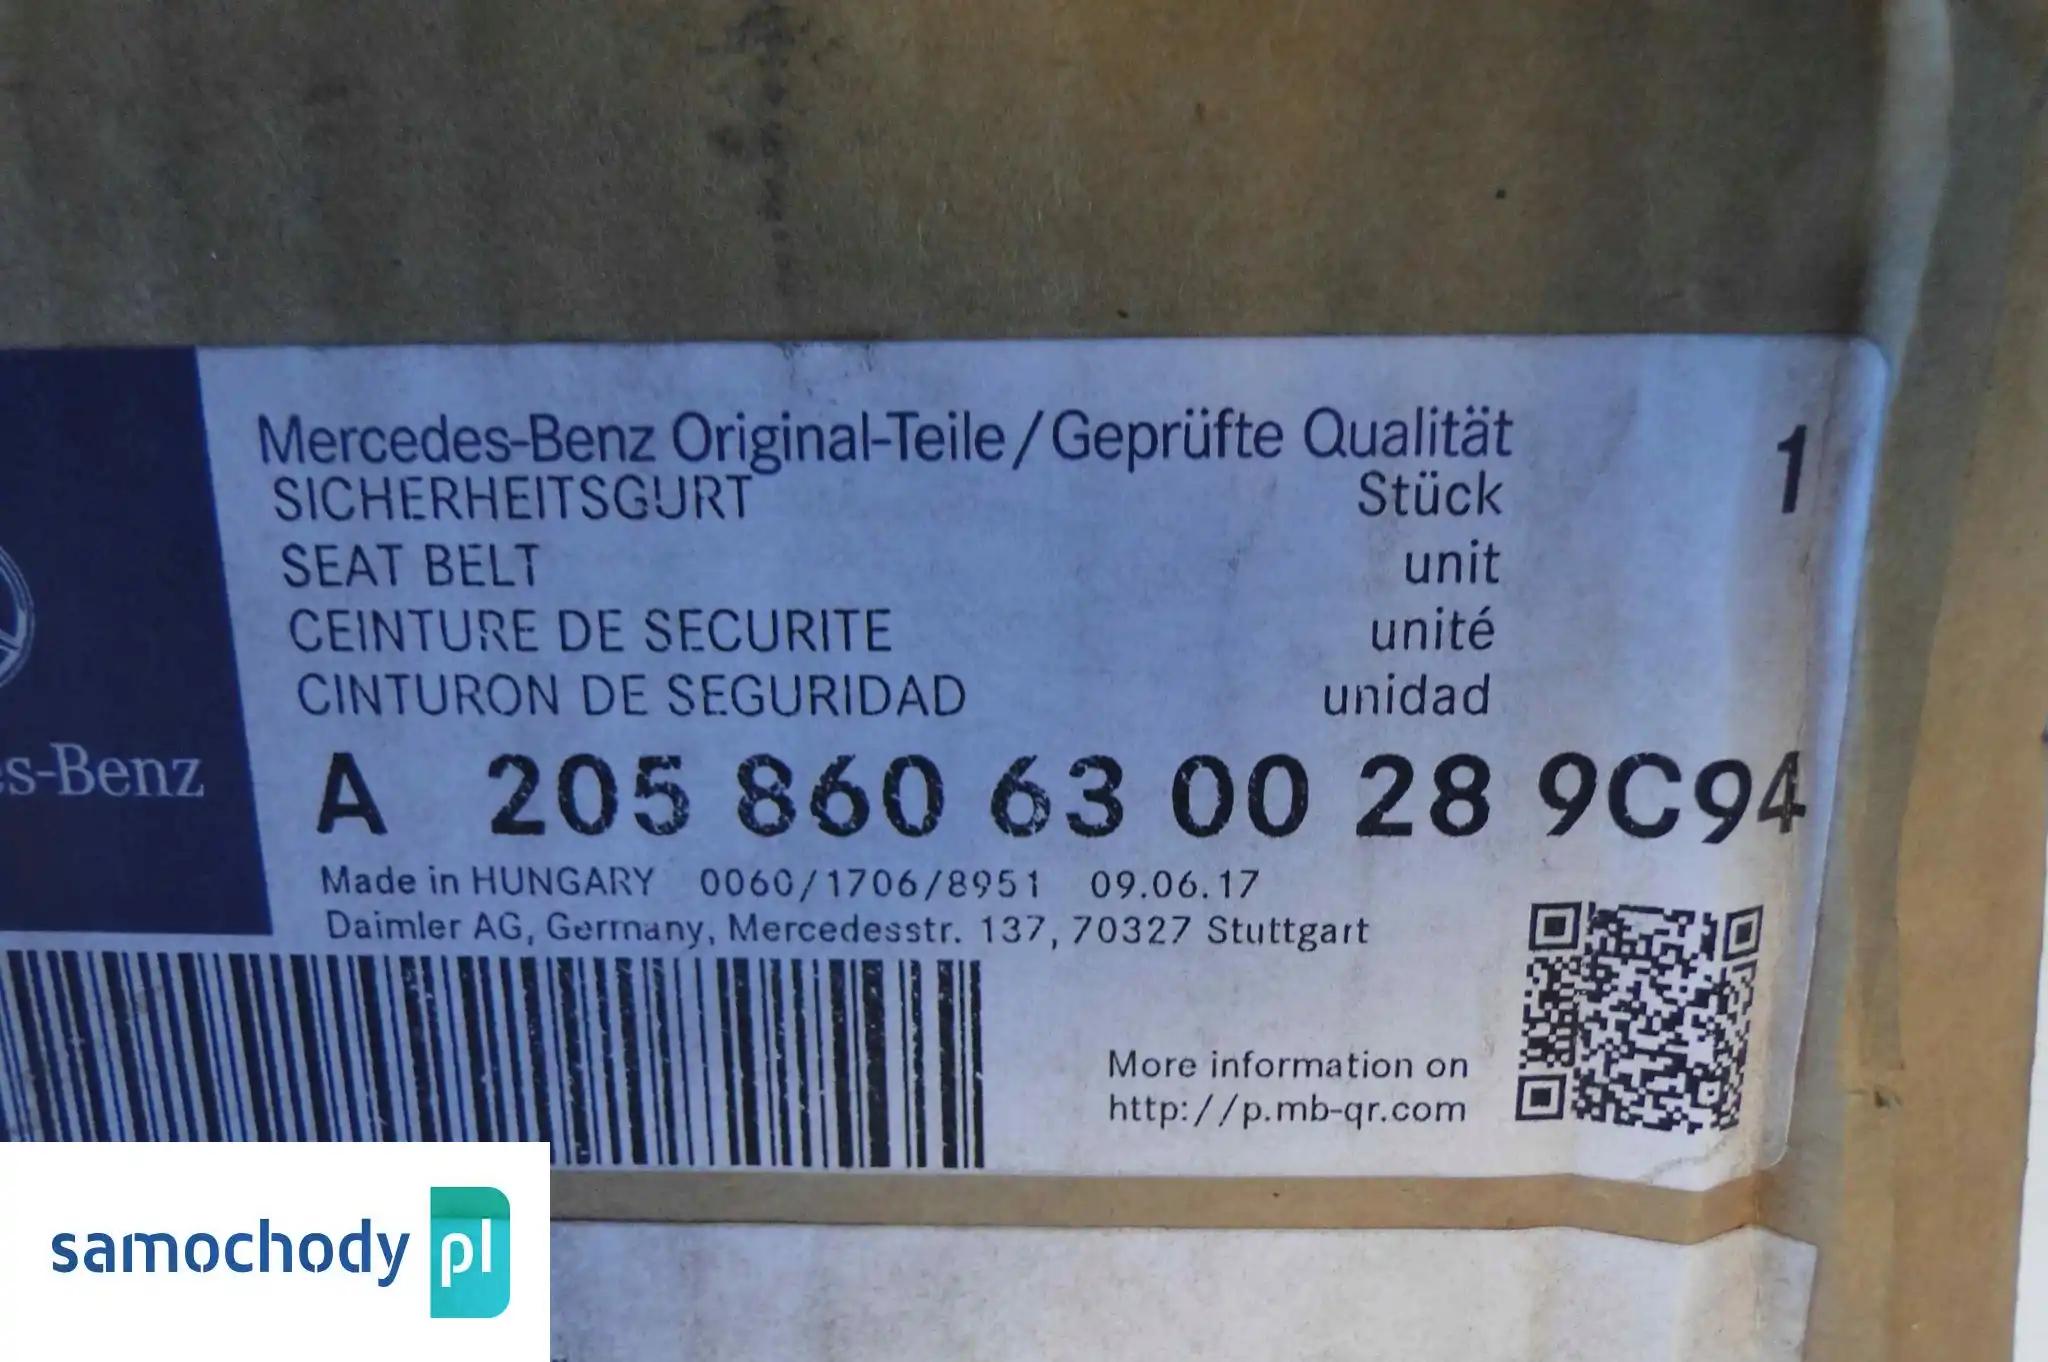 Mercedes-Benz Original-Teile/Geprüfte Qualität 1
SICHERHEITSGURT Stück
SEAT BELT unit
CEINTURE DE SECURITE unité
CINTURON DE SEGURIDAD unidad
es-Benz
A 205 860 63 00 28 9C94
Made in HUNGARY 0060/1706/8951 09.06.17
Daimler AG, Germany, Mercedesstr. 137, 70327 Stuttgart
More information on
http://p.mb-qr.com
samochody pl